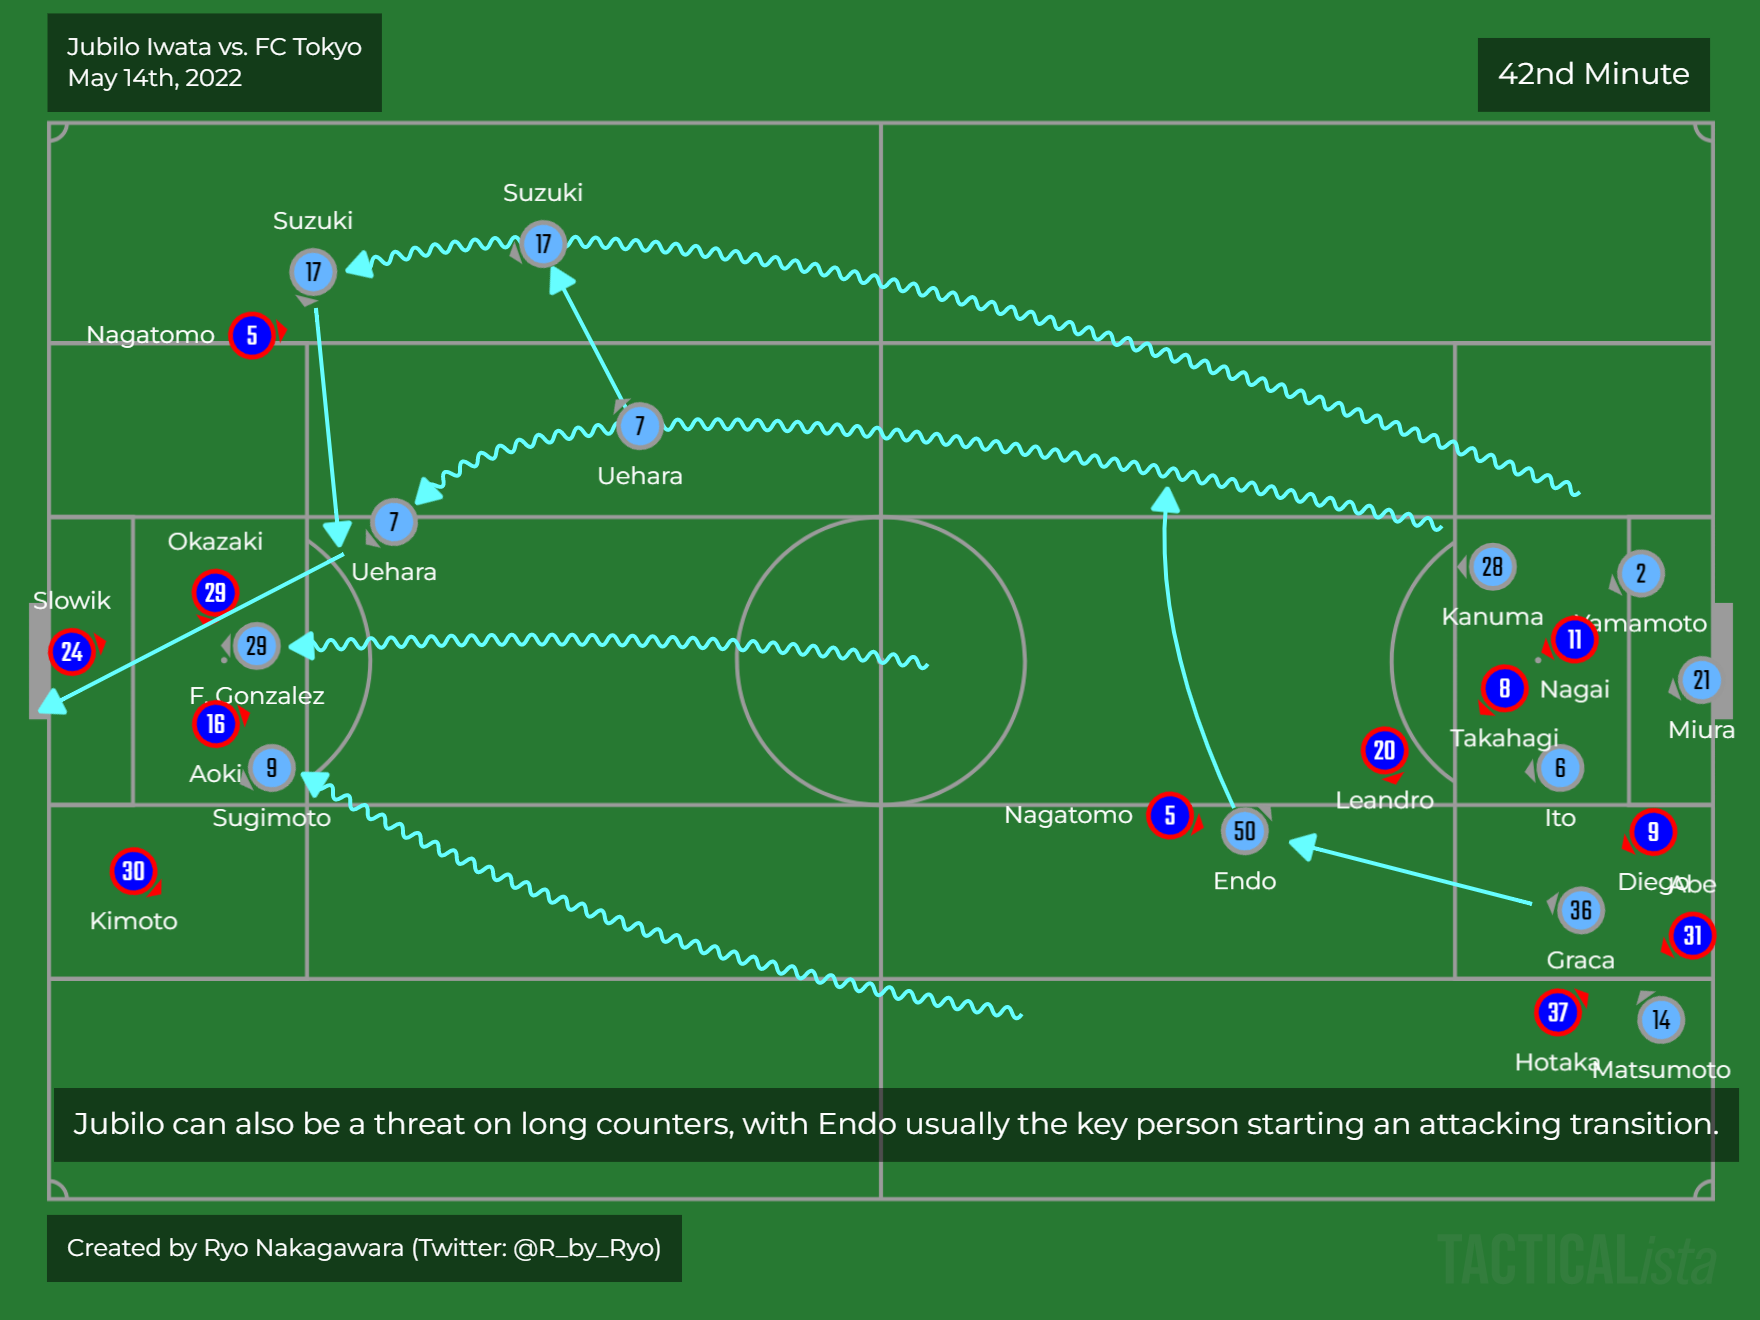 Jubilo Iwata vs. FC Tokyo
May 14th, 2022
42nd Minute
Suzuki
17
Suzuki
17
Nagatomo
5
7
Uehara
7
Uehara
Okazaki
29
Slowik
24
29
F. Gonzalez
16
Aoki
9
Sugimoto
30
Kimoto
28
Kanuma
2
Yamamoto
11
Nagai
8
Takahagi
21
Miura
20
Leandro
6
Ito
Nagatomo
5
50
Endo
9
Diego
Abe
31
36
Graca
37
Hotaka
14
Matsumoto
Jubilo can also be a threat on long counters, with Endo usually the key person starting an attacking transition.
Created by Ryo Nakagawara (Twitter: @R_by_Ryo)
TACTICALista